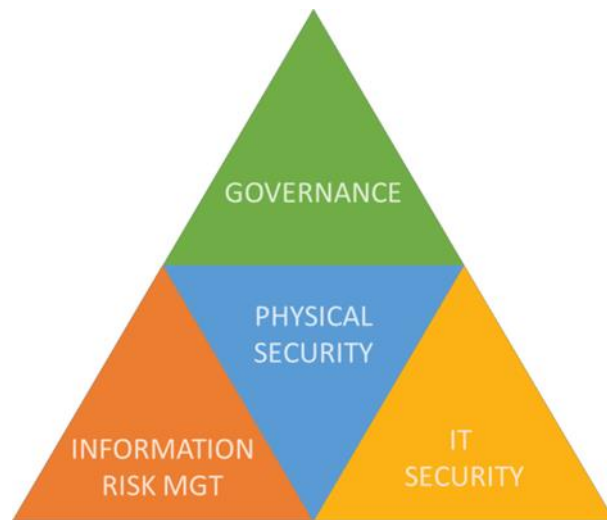 GOVERNANCE
PHYSICAL
SECURITY
INFORMATION
RISK MGT
IT
SECURITY